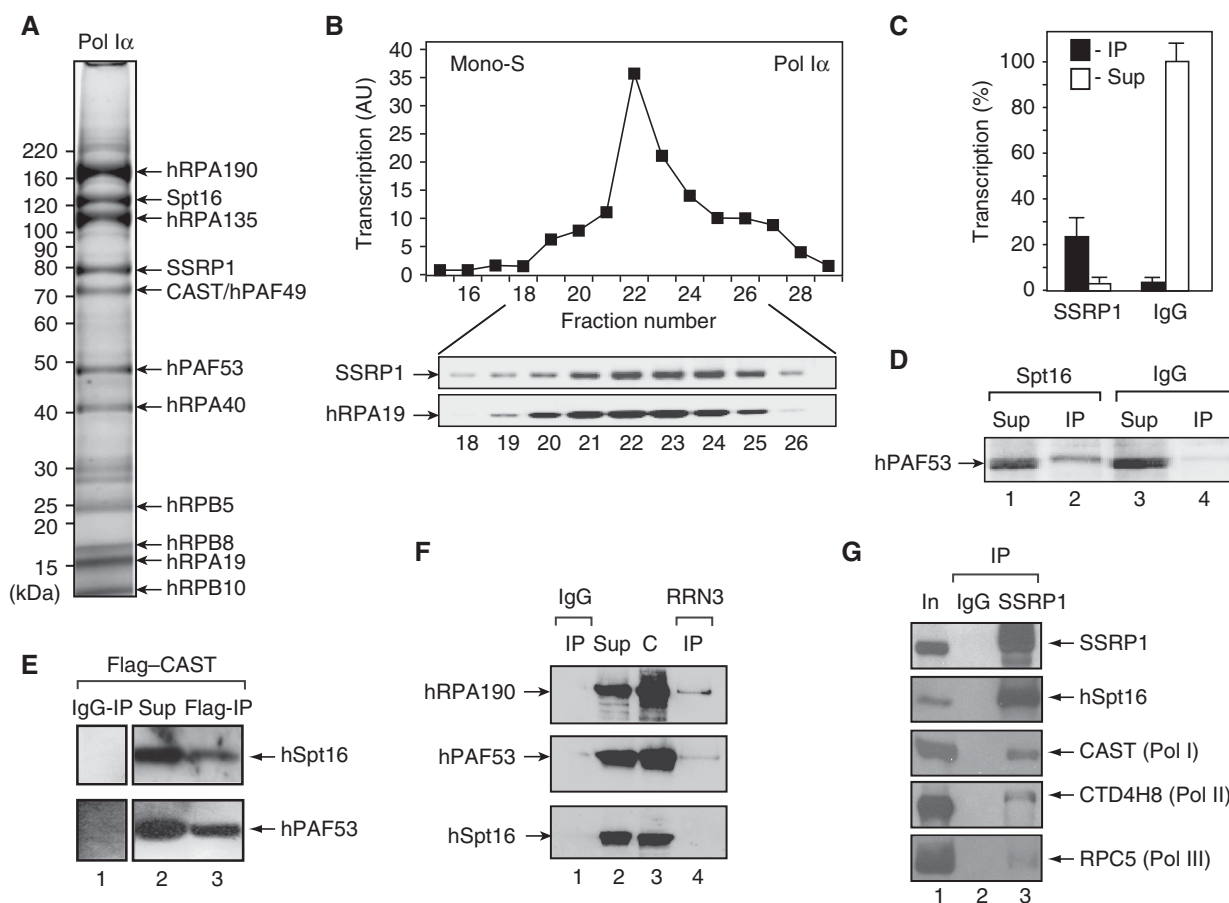 A
Pol Iα
220
160
120
100
90
80
70
60
50
40
30
25
20
15
(kDa)
hRPA190
Spt16
hRPA135
SSRP1
CAST/hPAF49
hPAF53
hRPA40
hRPB5
hRPB8
hRPA19
hRPB10
B
Mono-S
Pol Iα
Transcription (AU)
40
35
30
25
20
15
10
5
0
16 18 20 22 24 26 28
Fraction number
SSRP1
hRPA19
18 19 20 21 22 23 24 25 26
C
- IP
- Sup
Transcription (%)
100
80
60
40
20
0
SSRP1 IgG
D
Spt16 IgG
Sup IP Sup IP
hPAF53
1 2 3 4
E
Flag–CAST
IgG-IP Sup Flag-IP
hSpt16
hPAF53
1 2 3
F
IgG RRN3
IP Sup C IP
hRPA190
hPAF53
hSpt16
1 2 3 4
G
IP
In IgG SSRP1
SSRP1
hSpt16
CAST (Pol I)
CTD4H8 (Pol II)
RPC5 (Pol III)
1 2 3